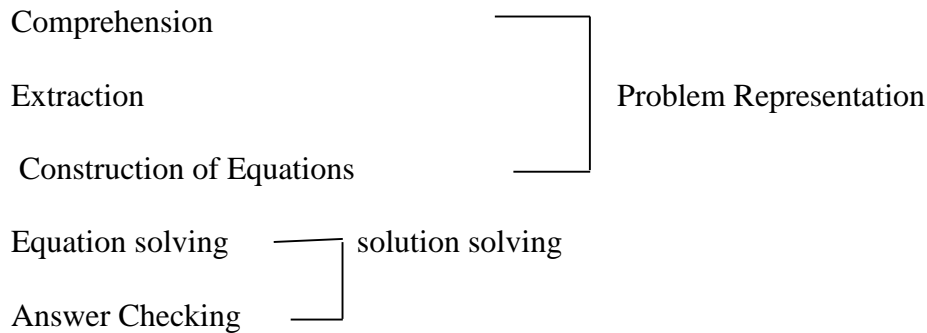 Comprehension
Extraction Problem Representation
Construction of Equations
Equation solving solution solving
Answer Checking